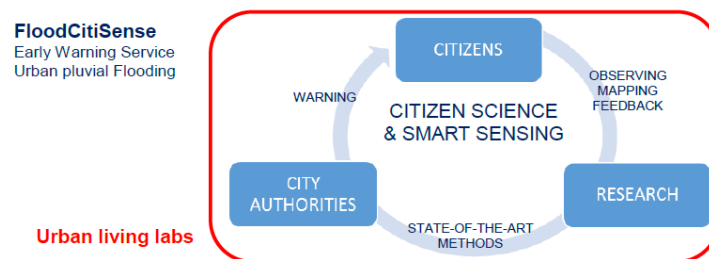 FloodCitiSense
Early Warning Service
Urban pluvial Flooding
CITIZENS
WARNING
OBSERVING
MAPPING
FEEDBACK
CITIZEN SCIENCE
& SMART SENSING
CITY
AUTHORITIES
RESEARCH
STATE-OF-THE-ART
METHODS
Urban living labs